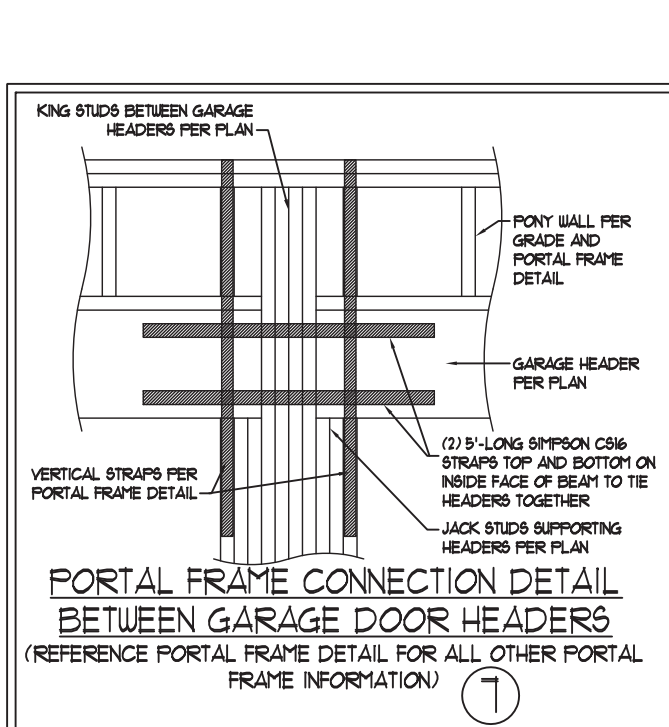 KING STUDS BETWEEN GARAGE
HEADERS PER PLAN
PONY WALL PER
GRADE AND
PORTAL FRAME
DETAIL
GARAGE HEADER
PER PLAN
(2) 5'-LONG SIMPSON CS16
STRAPS TOP AND BOTTOM ON
INSIDE FACE OF BEAM TO TIE
HEADERS TOGETHER
VERTICAL STRAPS PER
PORTAL FRAME DETAIL
JACK STUDS SUPPORTING
HEADERS PER PLAN
PORTAL FRAME CONNECTION DETAIL
BETWEEN GARAGE DOOR HEADERS
(REFERENCE PORTAL FRAME DETAIL FOR ALL OTHER PORTAL
FRAME INFORMATION)
7